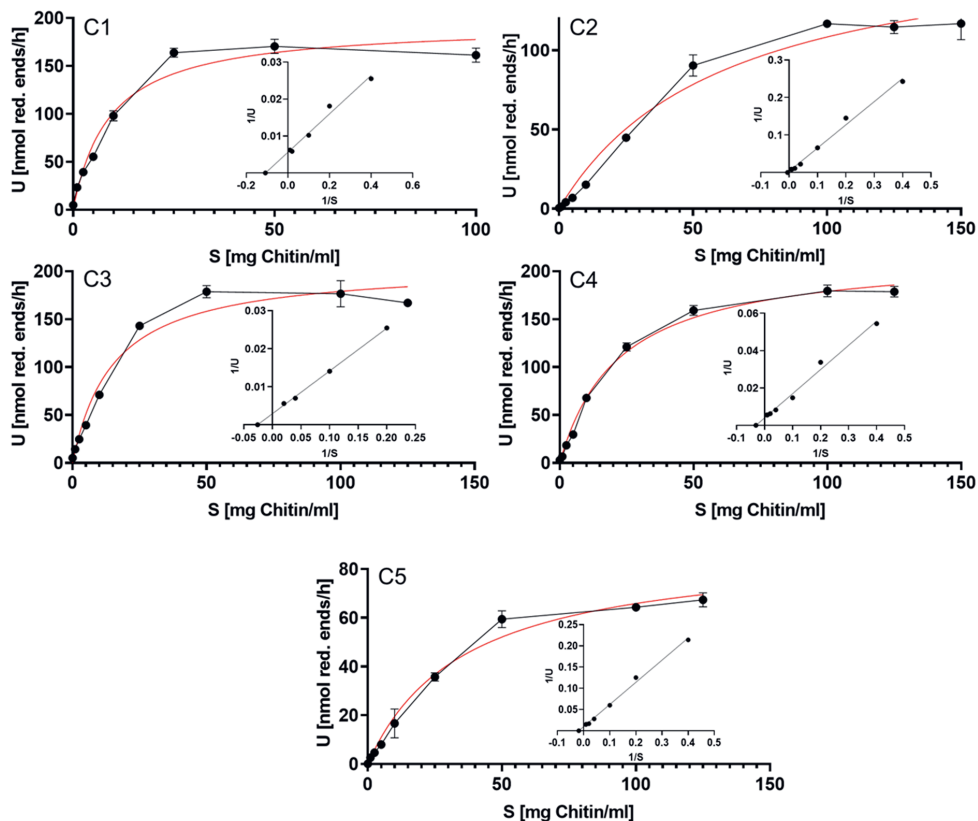 C1
U [nmol red. ends/h]
200
150
100
50
0
0 50 100
S [mg Chitin/ml]
1/U
0.03
0.016
0.006
-0.2 0.0 0.2 0.4 0.6
1/S
C2
U [nmol red. ends/h]
100
50
0
0 50 100 150
S [mg Chitin/ml]
1/U
0.3
0.2
0.1
-0.1 0.0 0.1 0.2 0.3 0.4 0.5
1/S
C3
U [nmol red. ends/h]
200
150
100
50
0
0 50 100 150
S [mg Chitin/ml]
1/U
0.03
0.026
0.016
0.006
-0.05 0.00 0.05 0.10 0.15 0.20 0.25
1/S
C4
U [nmol red. ends/h]
200
150
100
50
0
0 50 100 150
S [mg Chitin/ml]
1/U
0.06
0.04
0.02
-0.1 0.0 0.1 0.2 0.3 0.4 0.5
1/S
C5
U [nmol red. ends/h]
80
60
40
20
0
0 50 100 150
S [mg Chitin/ml]
1/U
0.25
0.20
0.15
0.10
0.05
-0.1 0.0 0.1 0.2 0.3 0.4 0.5
1/S